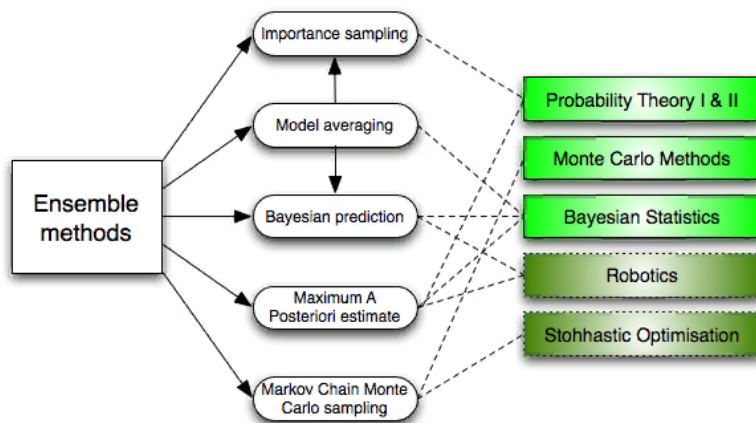 Ensemble
methods
Importance sampling
Model averaging
Bayesian prediction
Maximum A
Posteriori estimate
Markov Chain Monte
Carlo sampling
Probability Theory I & II
Monte Carlo Methods
Bayesian Statistics
Robotics
Stohhastic Optimisation